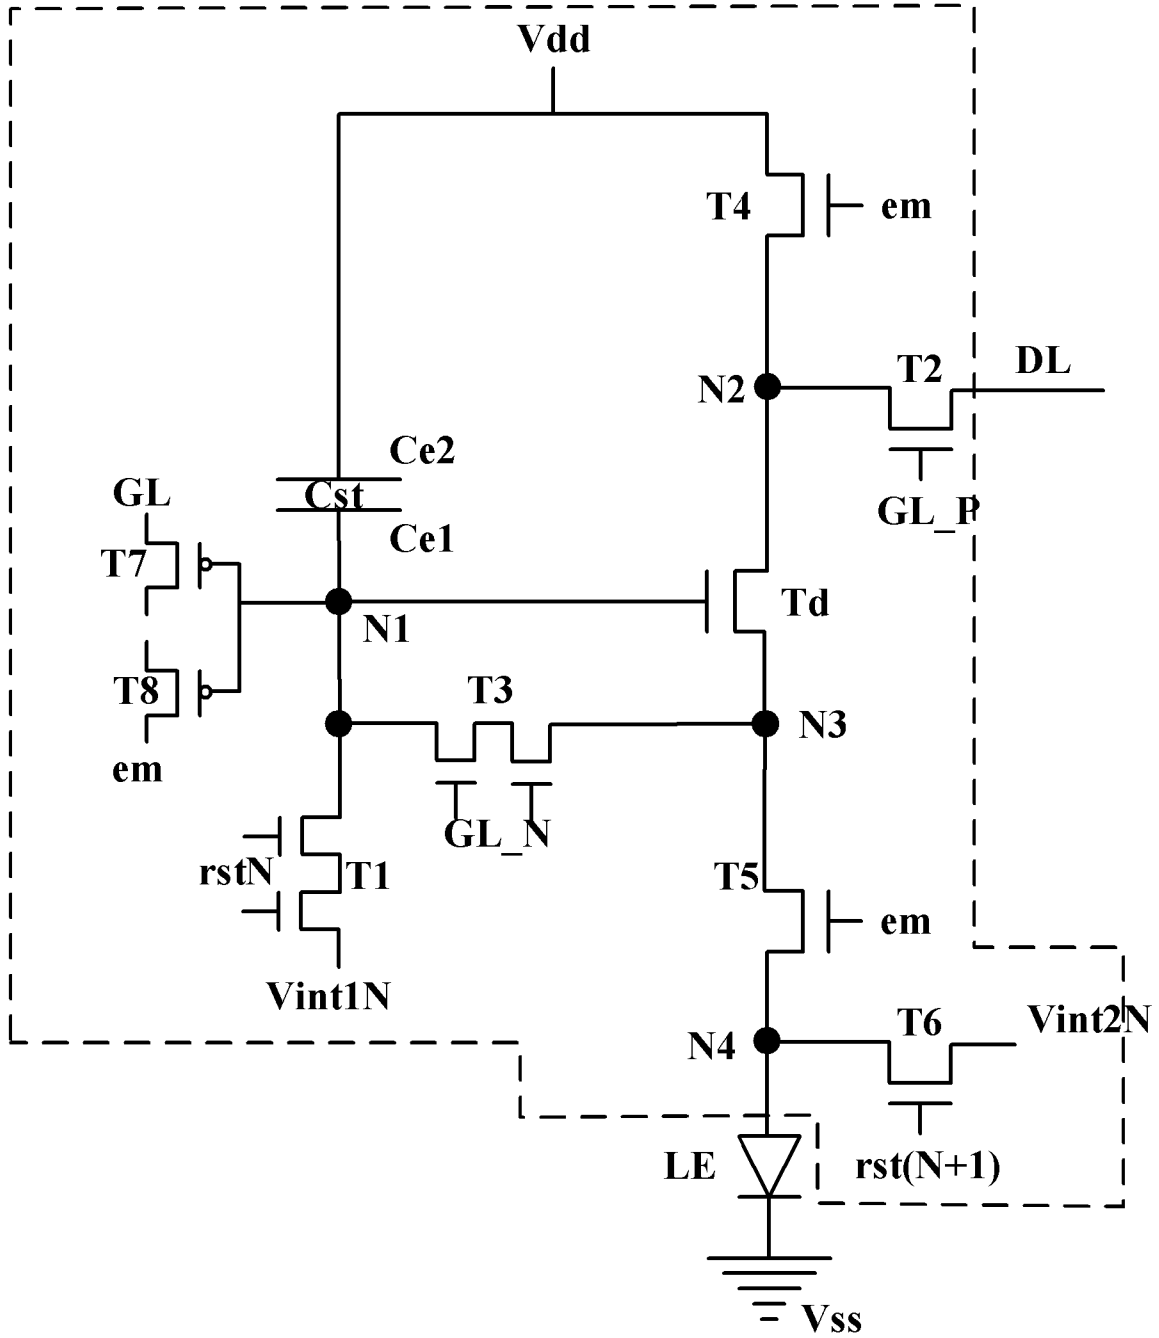 Vdd
T4
em
N2
T2
DL
Ce2
Cst
GL
GL_P
Ce1
T7
Td
N1
T8
T3
N3
em
GL_N
rstN
T1
T5
em
Vint1N
T6
Vint2N
N4
LE
rst(N+1)
Vss